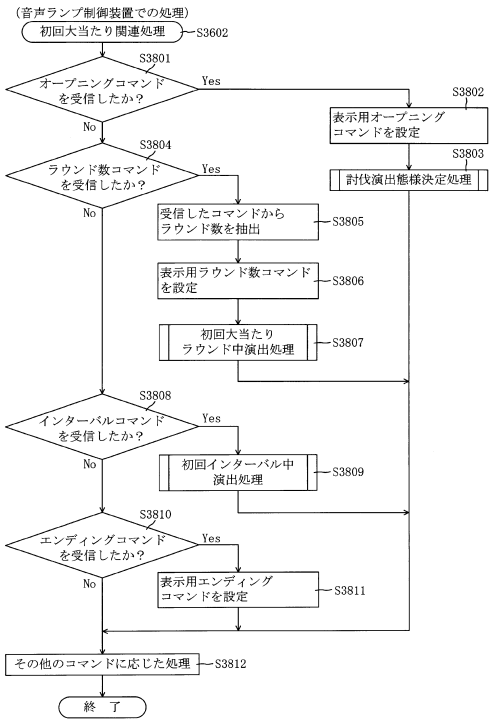 (音声ランプ制御装置での処理)
初回大当たり関連処理
S3602
S3801
オープニングコマンド
を受信したか?
Yes
No
S3802
表示用オープニング
コマンドを設定
S3803
討伐演出態様決定処理
S3804
ラウンド数コマンド
を受信したか?
Yes
No
受信したコマンドから
ラウンド数を抽出
S3805
表示用ラウンド数コマンド
を設定
S3806
初回大当たり
ラウンド中演出処理
S3807
S3808
インターバルコマンド
を受信したか?
Yes
No
初回インターバル中
演出処理
S3809
S3810
エンディングコマンド
を受信したか?
Yes
No
表示用エンディング
コマンドを設定
S3811
その他のコマンドに応じた処理
S3812
終 了